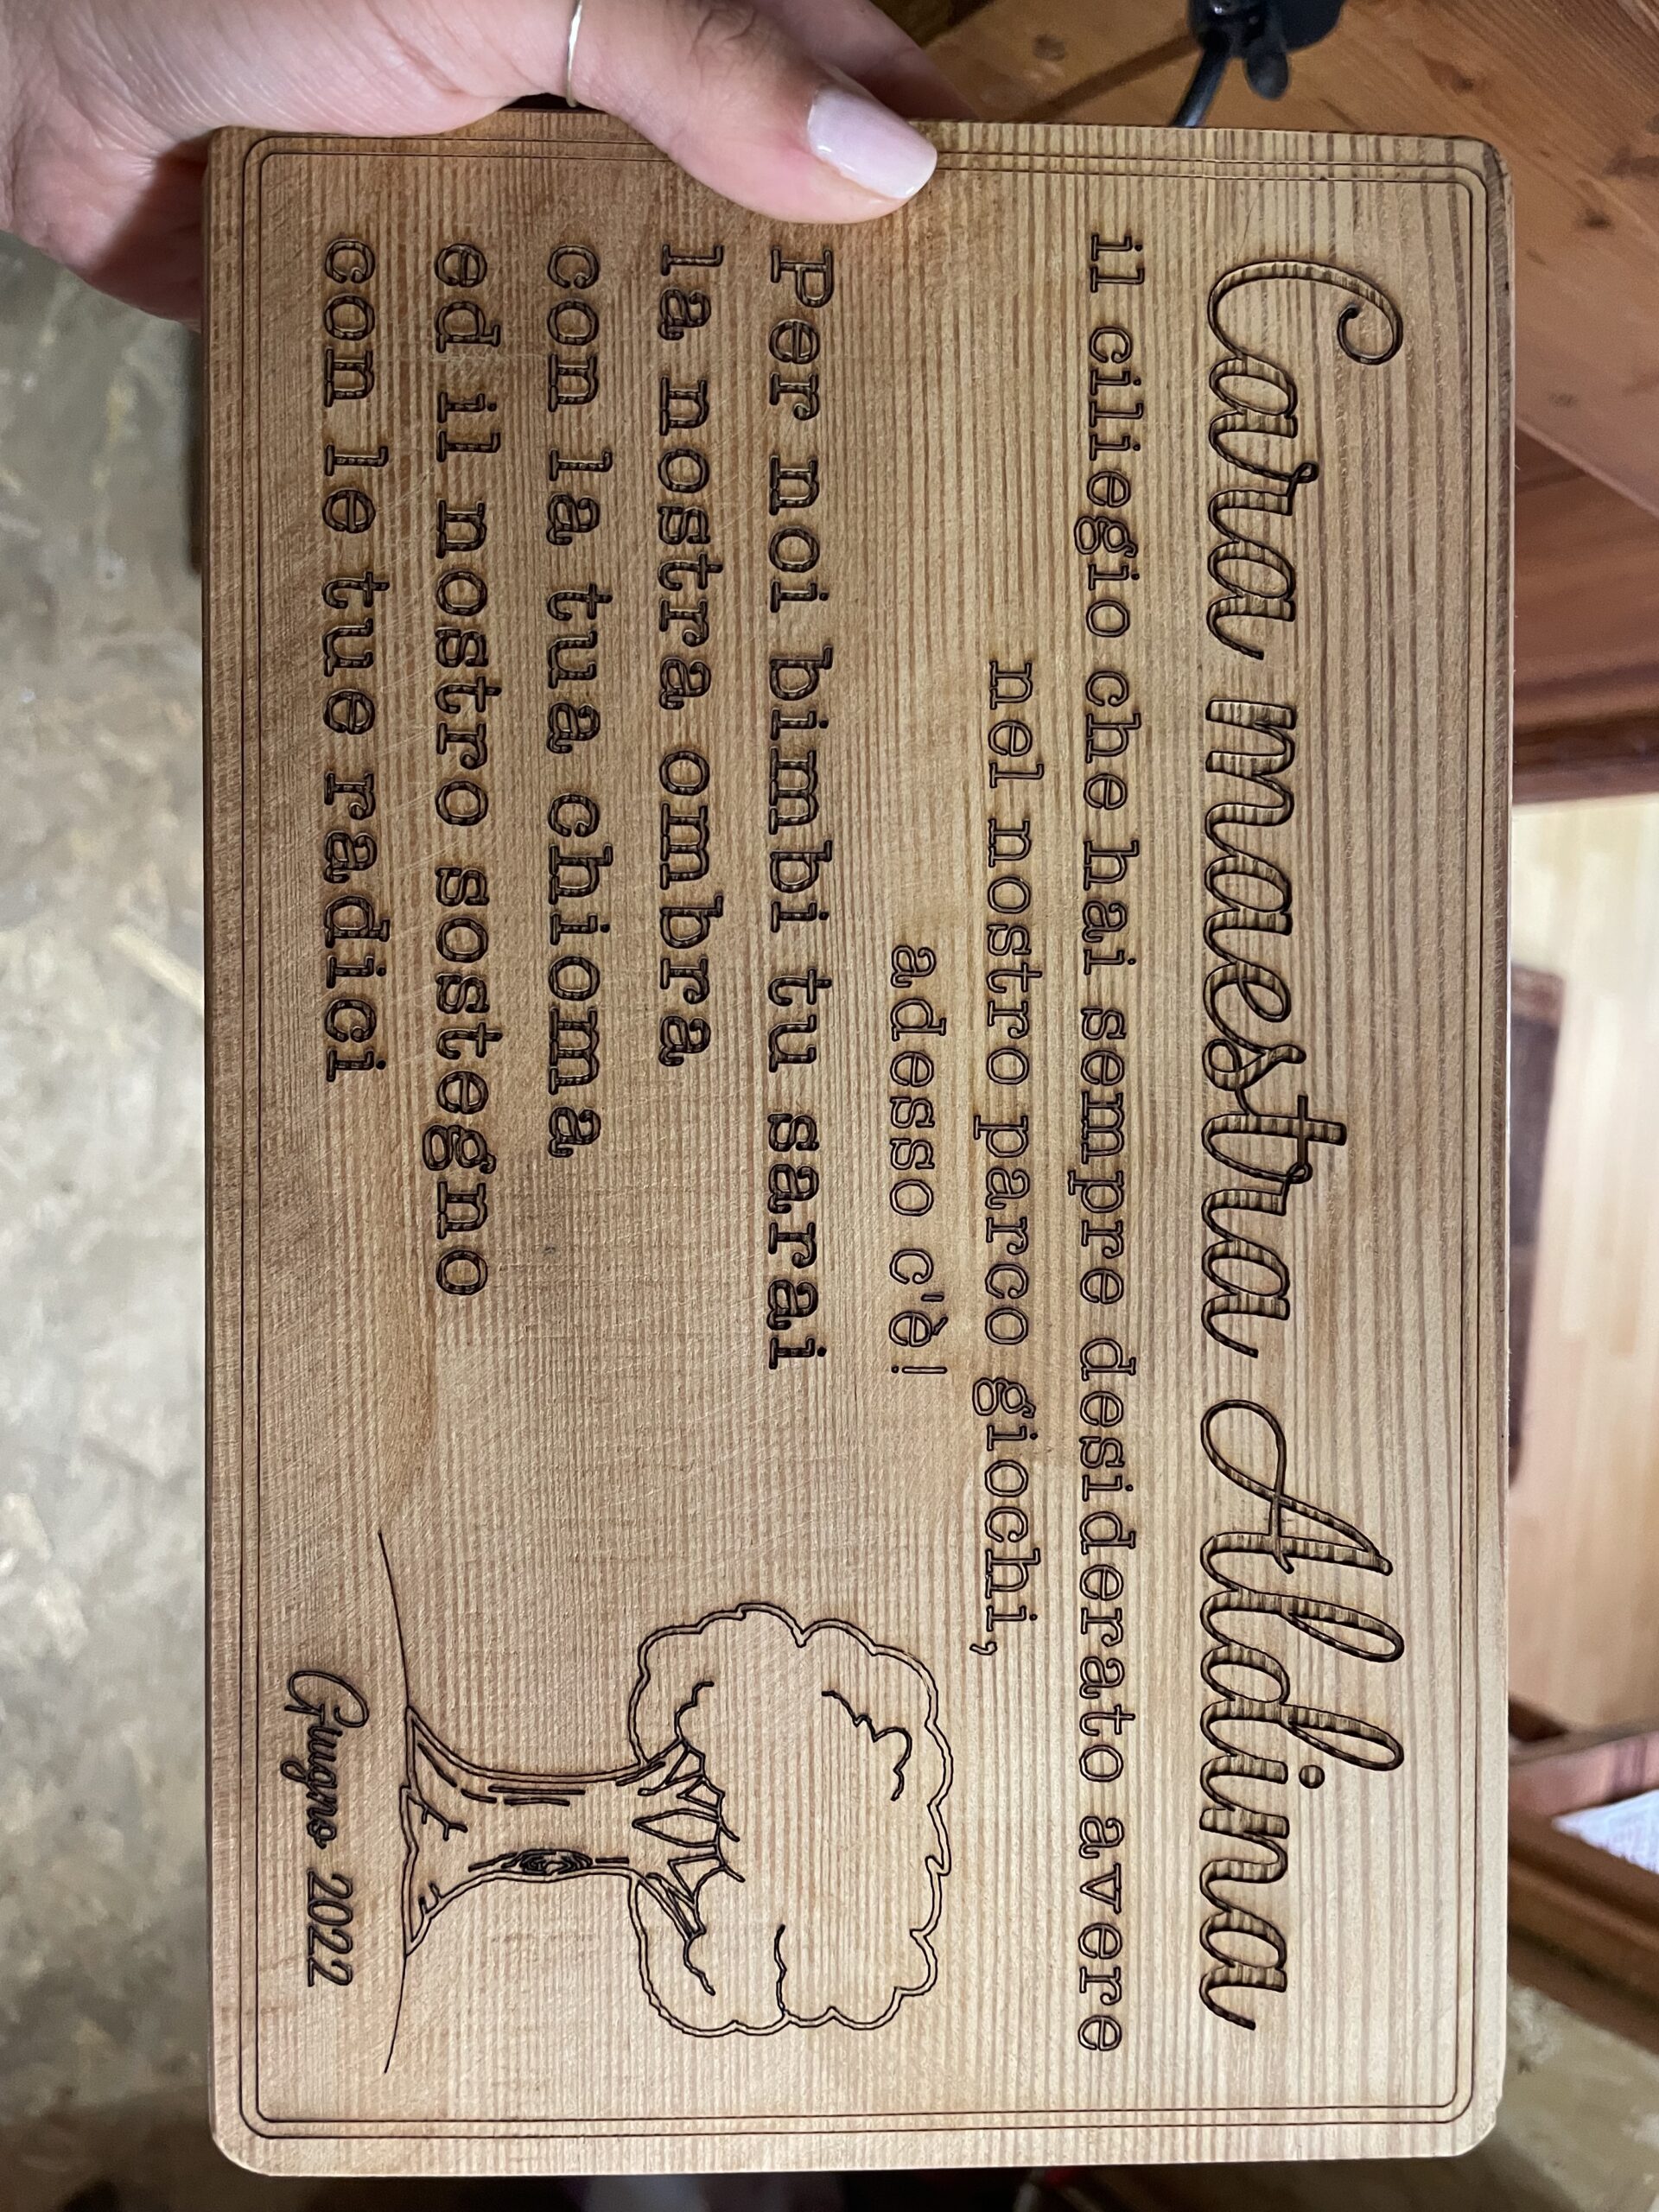 Cara maestra Aldina
il ciliegio che hai sempre desiderato avere
nel nostro parco giochi,
adesso c'è!
Per noi bimbi tu sarai
la nostra ombra
con la tua chioma
ed il nostro sostegno
con le tue radici
Giugno 2022